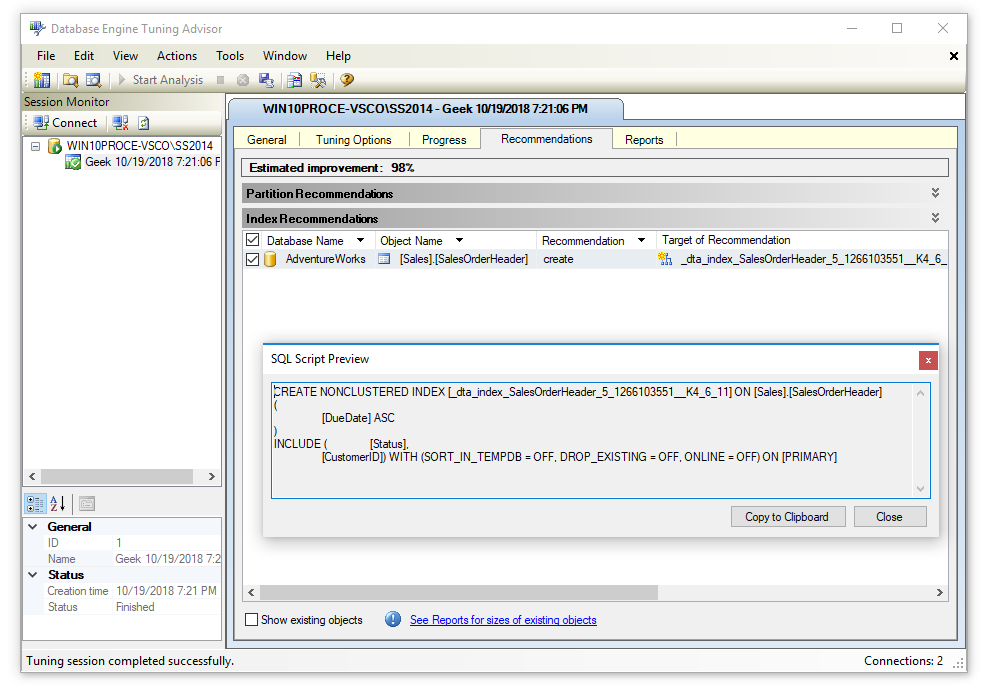 Database Engine Tuning Advisor
File Edit View Actions Tools Window Help
Start Analysis
Session Monitor
Connect
WIN10PROCE-VSCO\SS2014
Geek 10/19/2018 7:21:06 F
General
ID 1
Name Geek 10/19/2018 7:2
Status
Creation time 10/19/2018 7:21 PM
Status Finished
WIN10PROCE-VSCO\SS2014 - Geek 10/19/2018 7:21:06 PM
General Tuning Options Progress Recommendations Reports
Estimated improvement: 98%
Partition Recommendations
Index Recommendations
Database Name Object Name Recommendation Target of Recommendation
AdventureWorks [Sales].[SalesOrderHeader] create _dta_index_SalesOrderHeader_5_1266103551__K4_6_
SQL Script Preview
CREATE NONCLUSTERED INDEX [_dta_index_SalesOrderHeader_5_1266103551__K4_6_11] ON [Sales].[SalesOrderHeader]
(
[DueDate] ASC
)
INCLUDE ( [Status],
[CustomerID]) WITH (SORT_IN_TEMPDB = OFF, DROP_EXISTING = OFF, ONLINE = OFF) ON [PRIMARY]
Copy to Clipboard Close
Show existing objects See Reports for sizes of existing objects
Tuning session completed successfully. Connections: 2